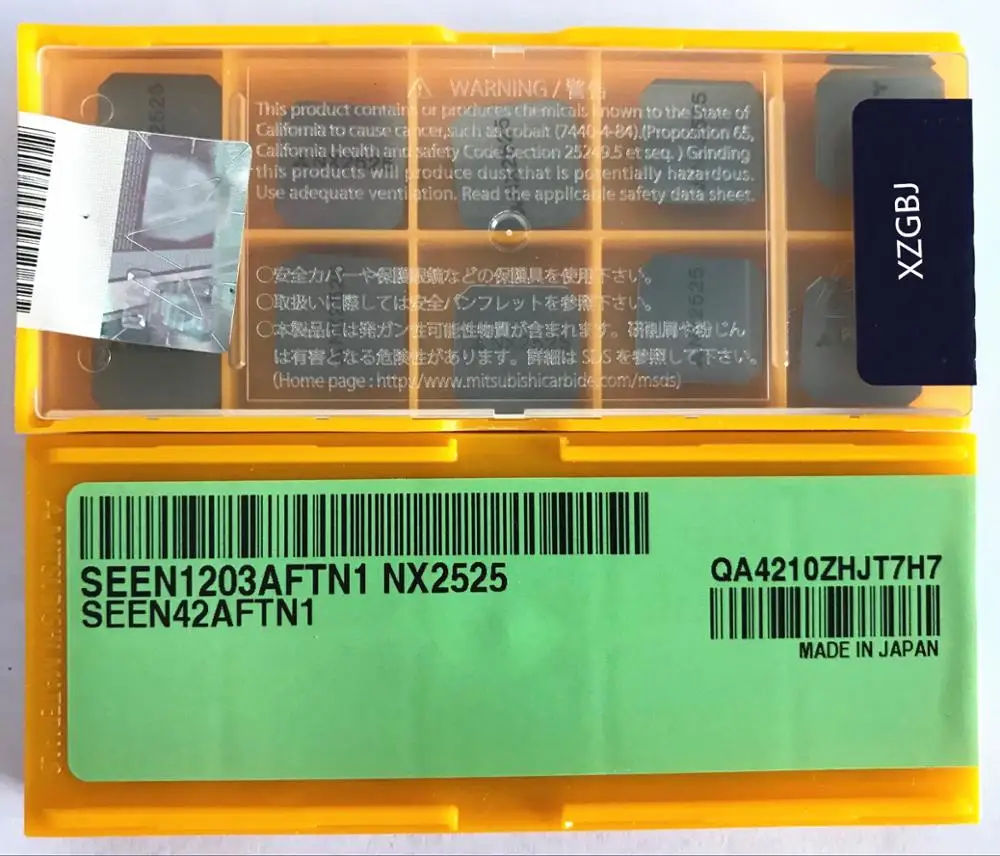 WARNING / 警告
This product contains or produces chemicals known to the State of
California to cause cancer,such as cobalt (7440-4-84).(Proposition 65,
California Health and safety Code Section 25249.5 et seq. ) Grinding
this products will produce dust that is potentially hazardous.
Use adequate ventilation. Read the applicable safety data sheet.
○安全カバーや保護眼鏡などの保護具を使用下さい。
○取扱いに際しては安全パンフレットを参照下さい。
○本製品には発ガン性可能性物質が含まれます。研削屑や粉じん
は有害となる危険性があります。詳細は SDS を参照して下さい。
(Home page : http://www.mitsubishicarbide.com/msds)
XZGBJ
SEEN1203AFTN1 NX2525
SEEN42AFTN1
QA4210ZHJT7H7
MADE IN JAPAN